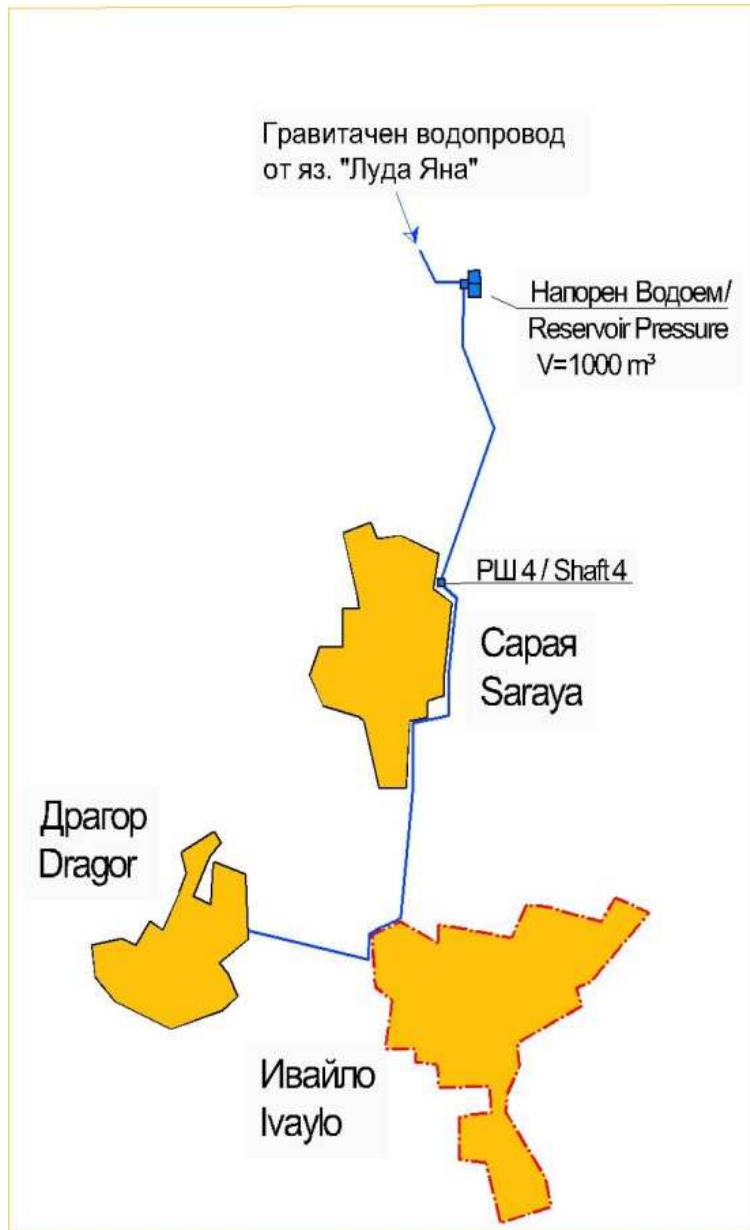 Гравитачен водопровод
от яз. "Луда Яна"
Напорен Водоем/
Reservoir Pressure
V=1000 m³
РШ 4 / Shaft 4
Сарая
Saraya
Драгор
Dragor
Ивайло
Ivaylo